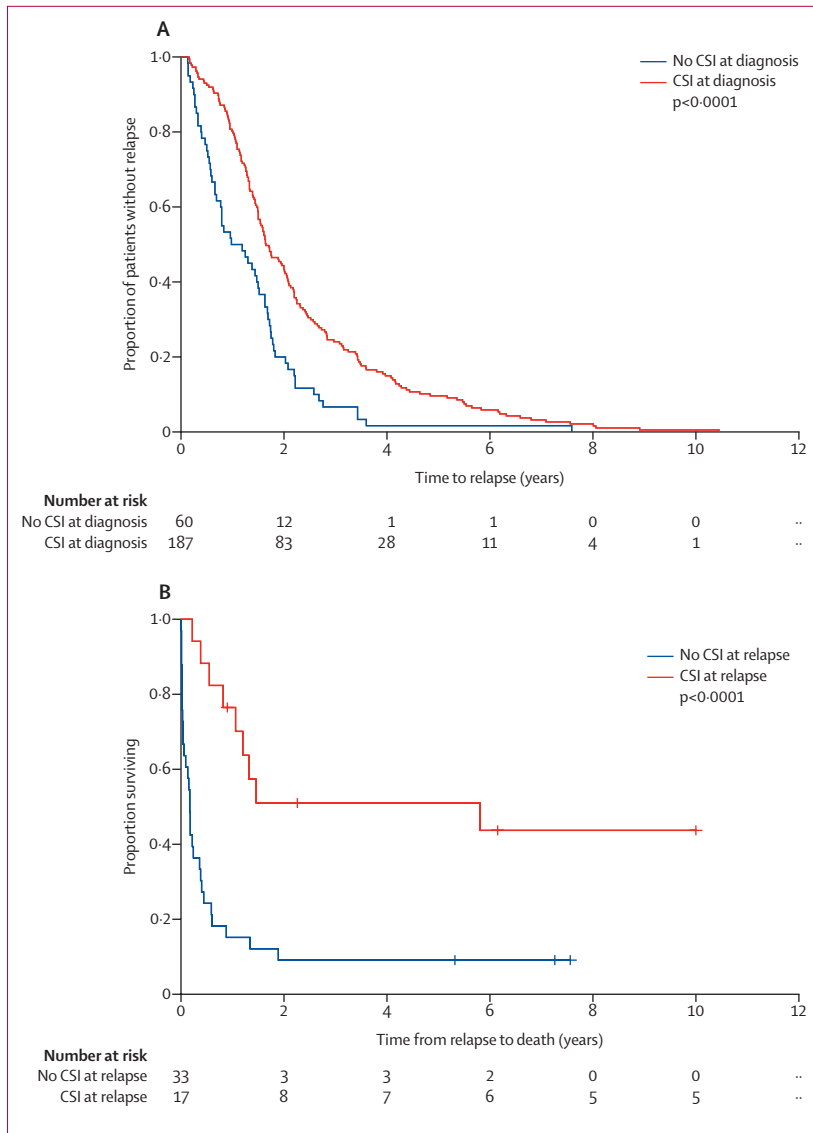 A
1·0
0·8
0·6
0·4
0·2
0
Proportion of patients without relapse
No CSI at diagnosis
CSI at diagnosis
p<0·0001
0 2 4 6 8 10 12
Time to relapse (years)
Number at risk
No CSI at diagnosis 60 12 1 1 0 0 ··
CSI at diagnosis 187 83 28 11 4 1 ··
B
1·0
0·8
0·6
0·4
0·2
0
Proportion surviving
No CSI at relapse
CSI at relapse
p<0·0001
0 2 4 6 8 10 12
Time from relapse to death (years)
Number at risk
No CSI at relapse 33 3 3 2 0 0 ··
CSI at relapse 17 8 7 6 5 5 ··